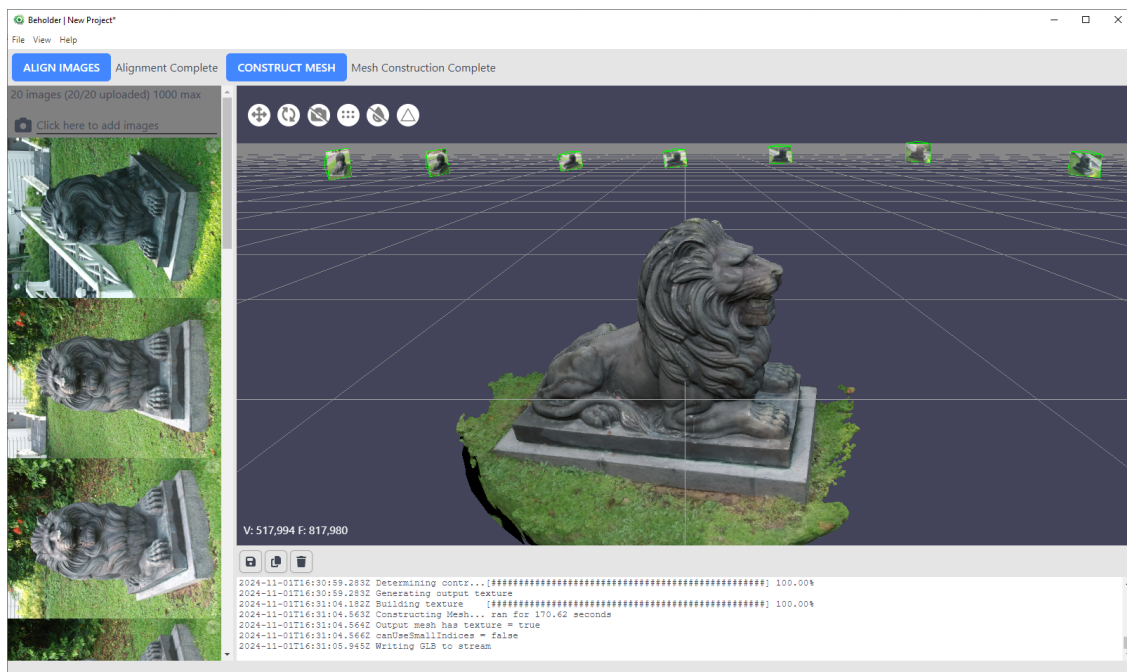 Beholder | New Project*
File View Help
ALIGN IMAGES Alignment Complete CONSTRUCT MESH Mesh Construction Complete
20 images (20/20 uploaded) 1000 max
Click here to add images
V: 517,994 F: 817,980
2024-11-01T16:30:59.283Z Determining contr...[##################################################] 100.00%
2024-11-01T16:30:59.283Z Generating output texture
2024-11-01T16:31:04.182Z Building texture [##################################################] 100.00%
2024-11-01T16:31:04.563Z Constructing Mesh... ran for 170.62 seconds
2024-11-01T16:31:04.564Z Output mesh has texture = true
2024-11-01T16:31:04.566Z canUseSmallIndices = false
2024-11-01T16:31:05.945Z Writing GLB to stream